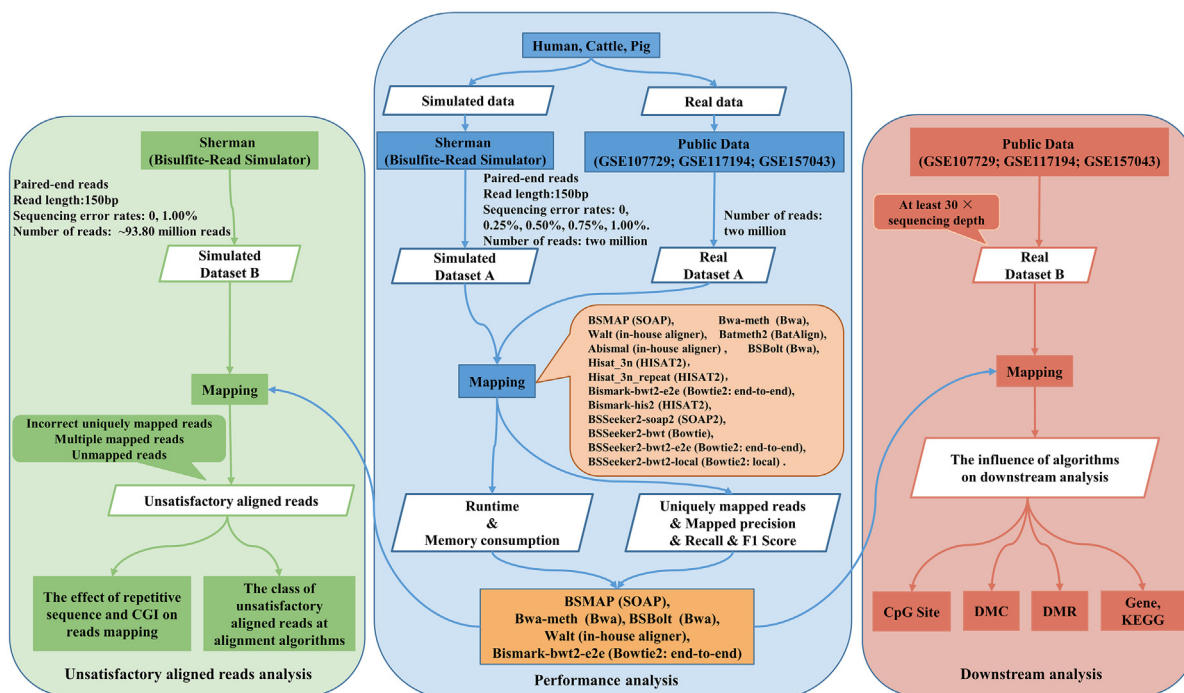 Human, Cattle, Pig
Simulated data
Real data
Sherman
(Bisulfite-Read Simulator)
Public Data
(GSE107729; GSE117194; GSE157043)
Paired-end reads
Read length:150bp
Sequencing error rates: 0,
0.25%, 0.50%, 0.75%, 1.00%.
Number of reads: two million
Number of reads:
two million
Simulated
Dataset A
Real
Dataset A
Mapping
BSMAP (SOAP), Bwa-meth (Bwa),
Walt (in-house aligner), Batmeth2 (BatAlign),
Abismal (in-house aligner) , BSBolt (Bwa),
Hisat_3n (HISAT2),
Hisat_3n_repeat (HISAT2),
Bismark-bwt2-e2e (Bowtie2: end-to-end),
Bismark-his2 (HISAT2),
BSSeeker2-soap2 (SOAP2),
BSSeeker2-bwt (Bowtie),
BSSeeker2-bwt2-e2e (Bowtie2: end-to-end),
BSSeeker2-bwt2-local (Bowtie2: local) .
Runtime
&
Memory consumption
Uniquely mapped reads
& Mapped precision
& Recall & F1 Score
BSMAP (SOAP),
Bwa-meth (Bwa), BSBolt (Bwa),
Walt (in-house aligner),
Bismark-bwt2-e2e (Bowtie2: end-to-end)
Performance analysis
Sherman
(Bisulfite-Read Simulator)
Paired-end reads
Read length:150bp
Sequencing error rates: 0, 1.00%
Number of reads: ~93.80 million reads
Simulated
Dataset B
Mapping
Incorrect uniquely mapped reads
Multiple mapped reads
Unmapped reads
Unsatisfactory aligned reads
The effect of repetitive
sequence and CGI on
reads mapping
The class of
unsatisfactory
aligned reads at
alignment algorithms
Unsatisfactory aligned reads analysis
Public Data
(GSE107729; GSE117194; GSE157043)
At least 30 ×
sequencing depth
Real
Dataset B
Mapping
The influence of algorithms
on downstream analysis
CpG Site
DMC
DMR
Gene,
KEGG
Downstream analysis